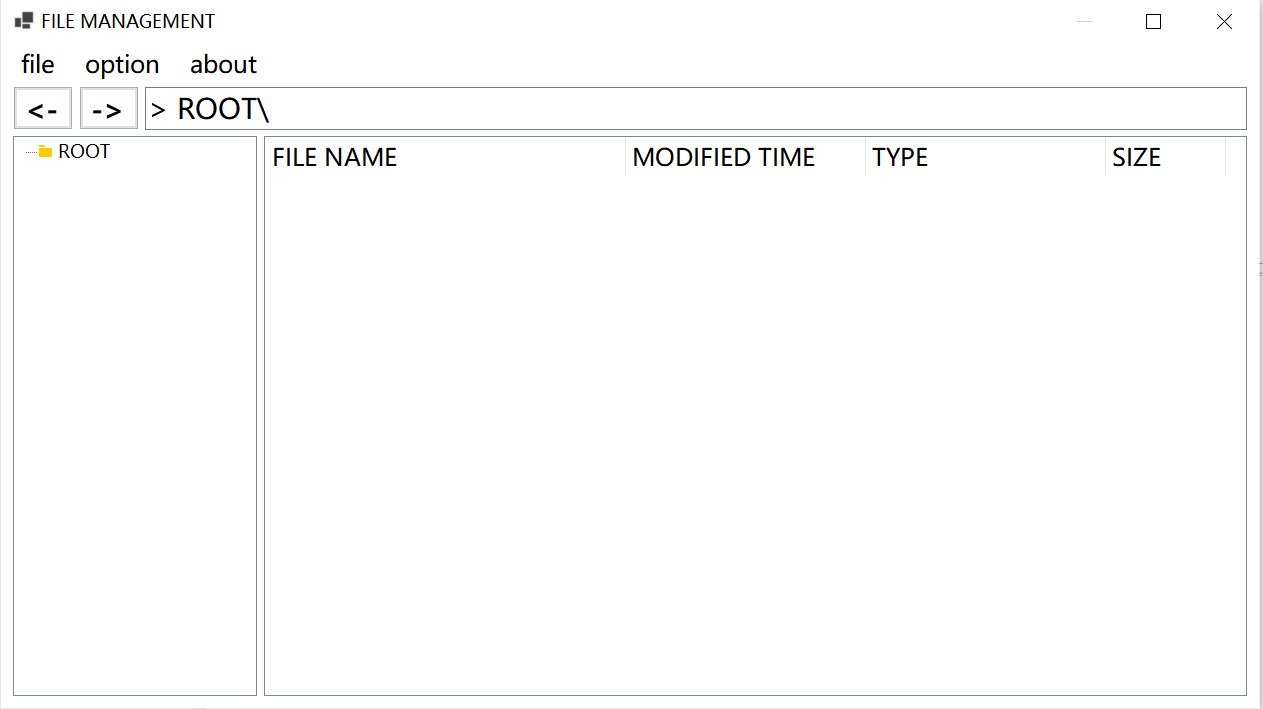 FILE MANAGEMENT
file option about
<- -> > ROOT\
ROOT
FILE NAME MODIFIED TIME TYPE SIZE